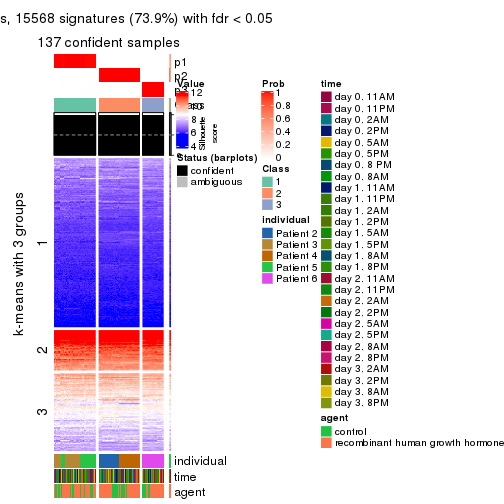 s, 15568 signatures (73.9%) with fdr < 0.05
137 confident samples
p1
p2
p3
Value
12
10
6
4
Silhouette
score
Status (barplots)
confident
ambiguous
Prob
1
0.8
0.6
0.4
0.2
0
Class
1
2
3
individual
Patient 2
Patient 3
Patient 4
Patient 5
Patient 6
time
day 0. 11AM
day 0. 11PM
day 0. 2AM
day 0. 2PM
day 0. 5AM
day 0. 5PM
day 0. 8 PM
day 0. 8AM
day 1. 11AM
day 1. 11PM
day 1. 2AM
day 1. 2PM
day 1. 5AM
day 1. 5PM
day 1. 8AM
day 1. 8PM
day 2. 11AM
day 2. 11PM
day 2. 2AM
day 2. 2PM
day 2. 5AM
day 2. 5PM
day 2. 8AM
day 2. 8PM
day 3. 2AM
day 3. 2PM
day 3. 8AM
day 3. 8PM
agent
control
recombinant human growth hormone
k-means with 3 groups
1
2
3
individual
time
agent